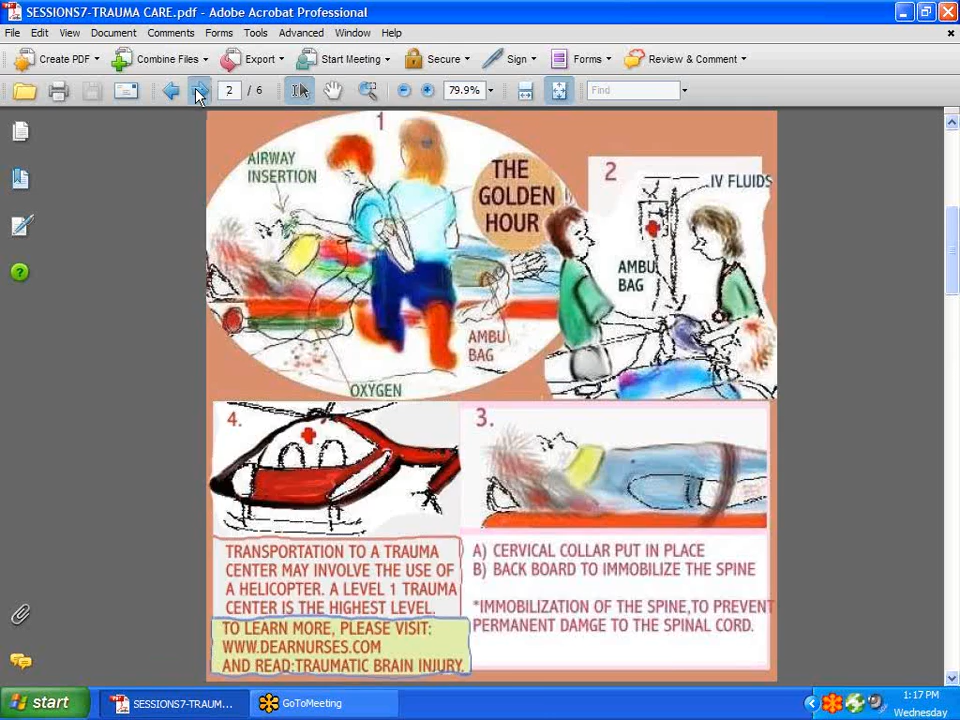 SESSIONS7-TRAUMA CARE.pdf - Adobe Acrobat Professional
File Edit View Document Comments Forms Tools Advanced Window Help
Create PDF Combine Files Export Start Meeting Secure Sign Forms Review & Comment
2 / 6 79.9% Find
1
AIRWAY
INSERTION
THE
GOLDEN
HOUR
AMBU
BAG
OXYGEN
2
IV FLUIDS
AMBU
BAG
4.
TRANSPORTATION TO A TRAUMA
CENTER MAY INVOLVE THE USE OF
A HELICOPTER. A LEVEL 1 TRAUMA
CENTER IS THE HIGHEST LEVEL.
TO LEARN MORE, PLEASE VISIT:
WWW.DEARNURSES.COM
AND READ:TRAUMATIC BRAIN INJURY.
3.
A) CERVICAL COLLAR PUT IN PLACE
B) BACK BOARD TO IMMOBILIZE THE SPINE
*IMMOBILIZATION OF THE SPINE,TO PREVENT
PERMANENT DAMGE TO THE SPINAL CORD.
start SESSIONS7-TRAUM... GoToMeeting 1:17 PM
Wednesday